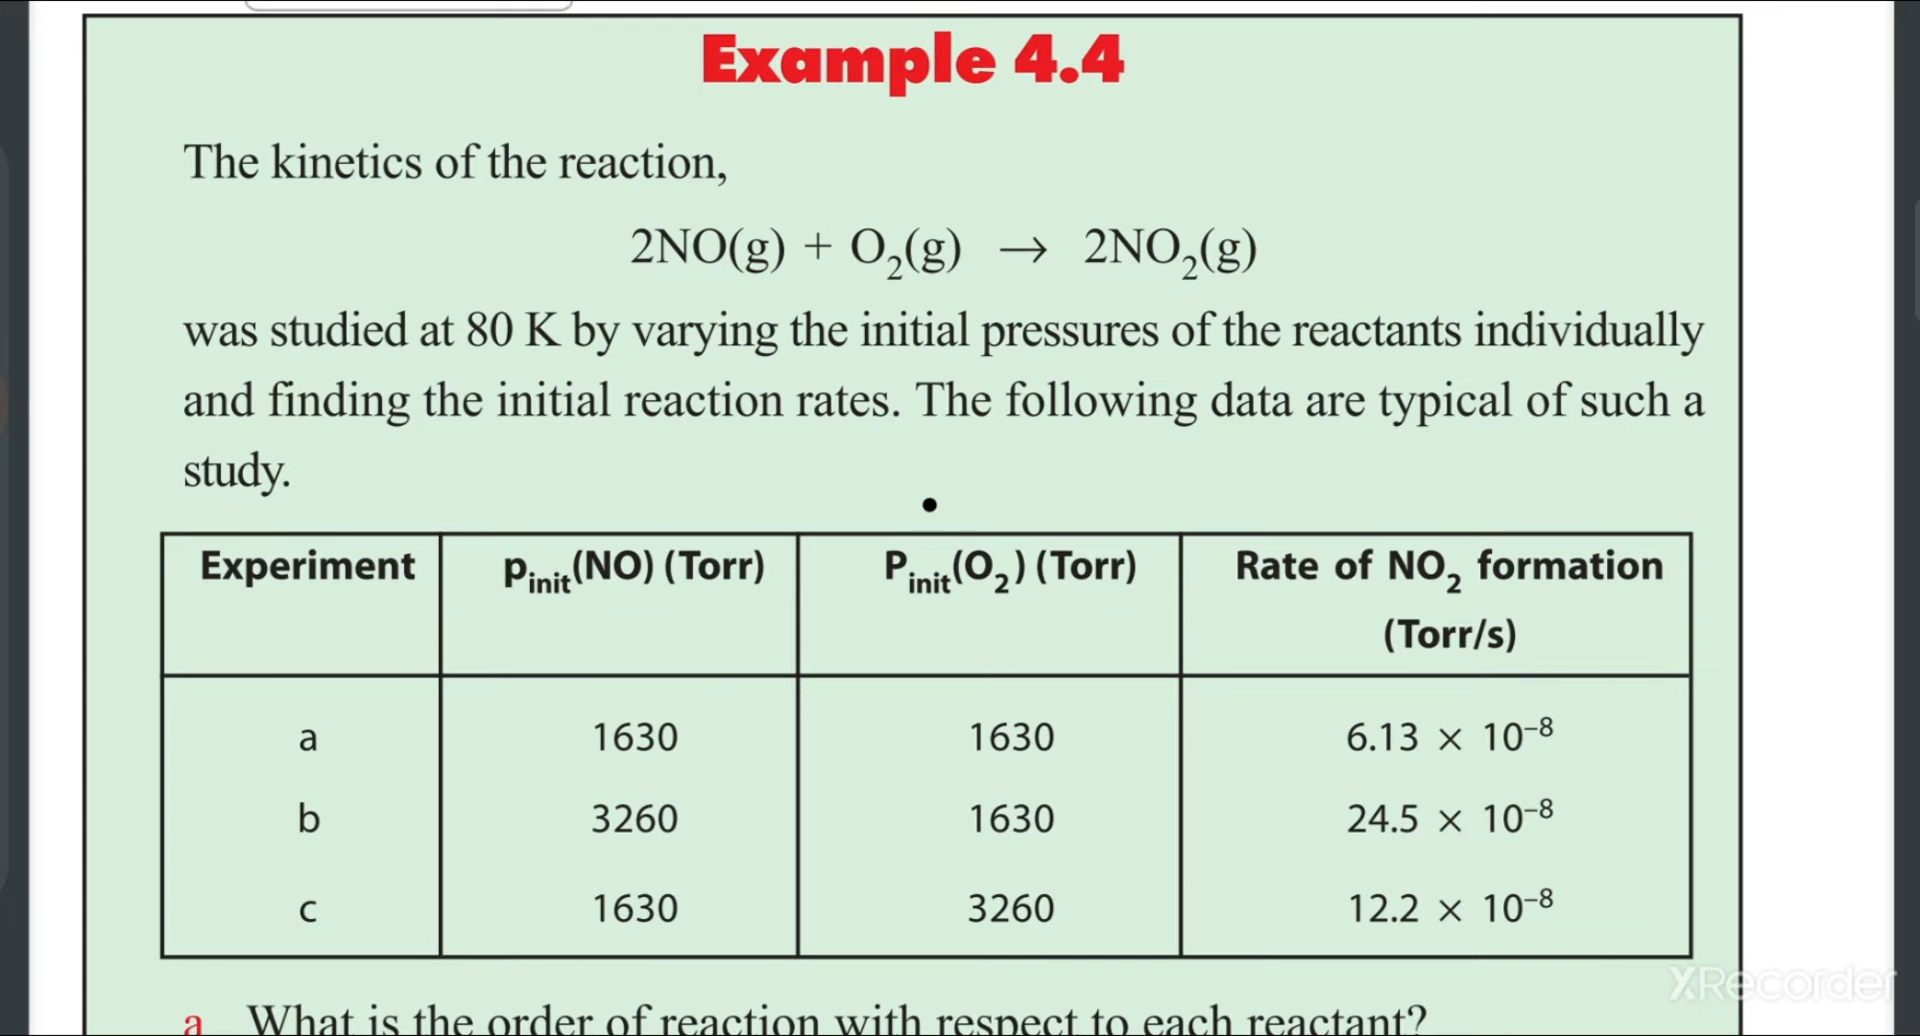 Example 4.4
The kinetics of the reaction,
2NO(g) + O₂(g) → 2NO₂(g)
was studied at 80 K by varying the initial pressures of the reactants individually
and finding the initial reaction rates. The following data are typical of such a
study.
Experiment pᵢₙᵢₜ(NO) (Torr) Pᵢₙᵢₜ(O₂) (Torr) Rate of NO₂ formation
(Torr/s)
a 1630 1630 6.13 × 10⁻⁸
b 3260 1630 24.5 × 10⁻⁸
c 1630 3260 12.2 × 10⁻⁸
XRecorder
a What is the order of reaction with respect to each reactant?